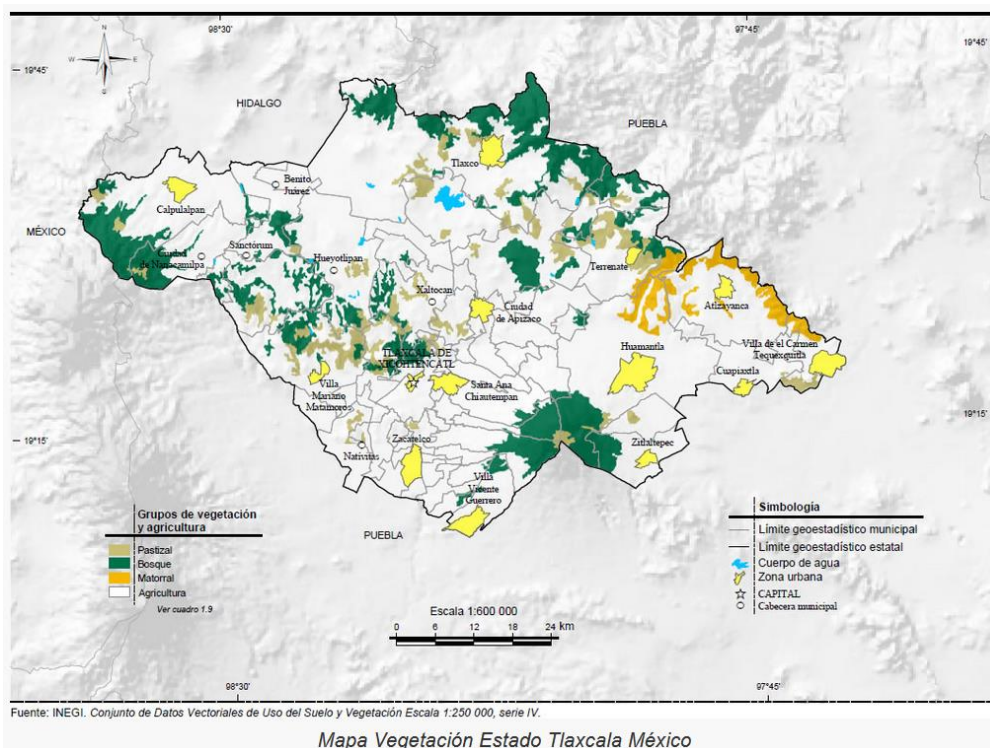 98°30'
97°45'
19°45'
19°45'
N
W
E
S
HIDALGO
PUEBLA
Tlaxco
Benito
Juárez
Calpulalpan
MÉXICO
Sanctórum
Ciudad
de Nanacamilpa
Hueyotlipan
Terrenate
Xaltocan
Atlzayanca
Ciudad
de Apizaco
Huamantla
Villa de el Carmen
Tequexquitla
TLAXCALA DE
XICOHTÉNCATL
Cuapiaxtla
Villa
Mariano
Matamoros
Santa Ana
Chiautempan
19°15'
19°15'
Zacatelco
Zitlaltepec
Nativitas
Villa
Vicente
Guerrero
PUEBLA
Grupos de vegetación
y agricultura
Pastizal
Bosque
Matorral
Agricultura
Ver cuadro 1.9
Simbología
Límite geoestadístico municipal
Límite geoestadístico estatal
Cuerpo de agua
Zona urbana
CAPITAL
Cabecera municipal
Escala 1:600 000
0 6 12 18 24 km
98°30'
97°45'
Fuente: INEGI. Conjunto de Datos Vectoriales de Uso del Suelo y Vegetación Escala 1:250 000, serie IV.
Mapa Vegetación Estado Tlaxcala México